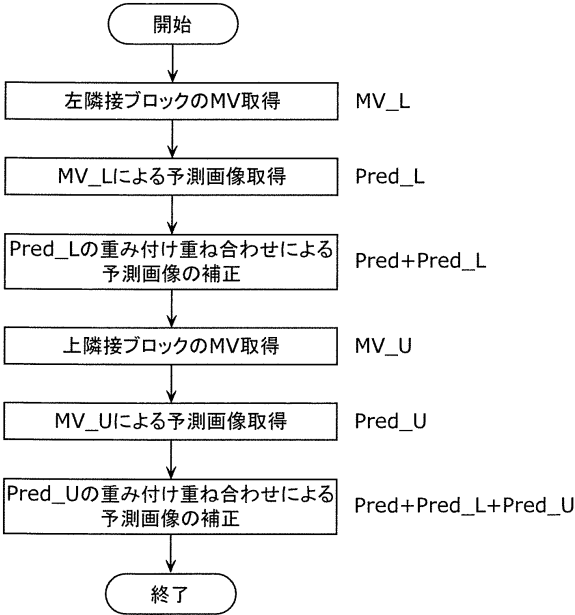 開始
左隣接ブロックのMV取得 MV_L
MV_Lによる予測画像取得 Pred_L
Pred_Lの重み付け重ね合わせによる
予測画像の補正 Pred+Pred_L
上隣接ブロックのMV取得 MV_U
MV_Uによる予測画像取得 Pred_U
Pred_Uの重み付け重ね合わせによる
予測画像の補正 Pred+Pred_L+Pred_U
終了